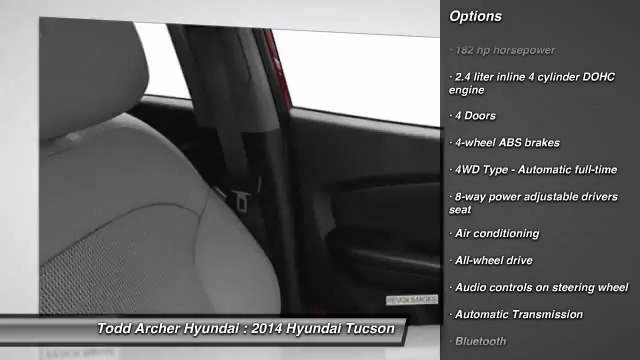 Options
· 182 hp horsepower
· 2.4 liter inline 4 cylinder DOHC
engine
· 4 Doors
· 4-wheel ABS brakes
· 4WD Type - Automatic full-time
· 8-way power adjustable drivers
seat
· Air conditioning
· All-wheel drive
· Audio controls on steering wheel
· Automatic Transmission
· Bluetooth
Todd Archer Hyundai : 2014 Hyundai Tucson